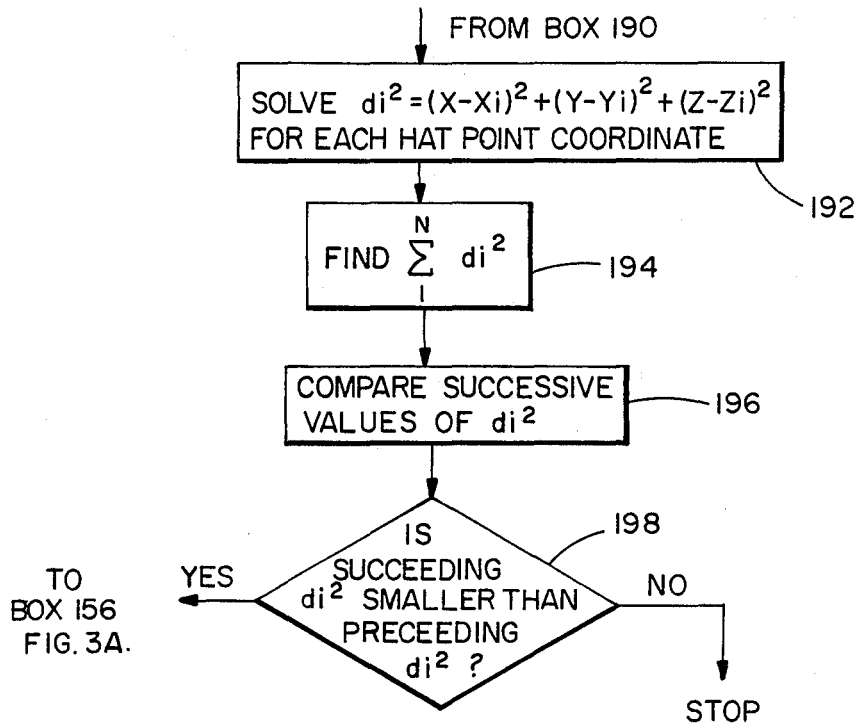 FROM BOX 190
SOLVE di² = (X-Xi)² + (Y-Yi)² + (Z-Zi)²
FOR EACH HAT POINT COORDINATE
192
N
FIND ∑ di²
1
194
COMPARE SUCCESSIVE
VALUES OF di²
196
198
IS
SUCCEEDING
di² SMALLER THAN
PRECEEDING
di² ?
YES
TO
BOX 156
FIG. 3A.
NO
STOP